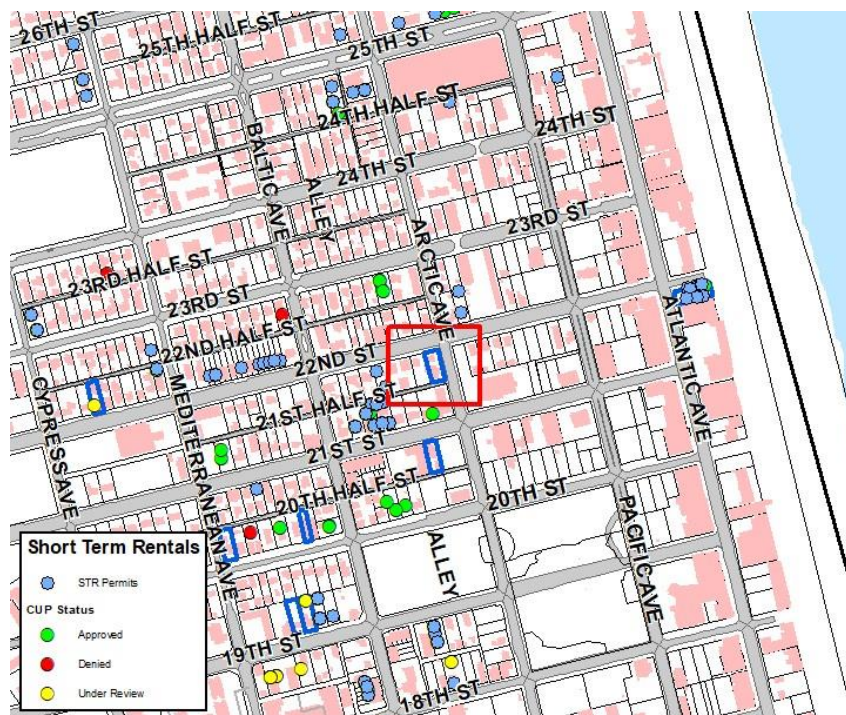 26TH ST
25TH HALF ST
25TH ST
24TH HALF ST
24TH ST
BALTIC AVE
ALLEY
24TH ST
ARCTIC AVE
23RD ST
23RD HALF ST
23RD ST
22ND HALF ST
22ND ST
ATLANTIC AVE
CYPRESS AVE
MEDITERRANEAN AVE
21ST HALF ST
21ST ST
20TH HALF ST
20TH ST
PACIFIC AVE
ALLEY
19TH ST
18TH ST
Short Term Rentals
STR Permits
CUP Status
Approved
Denied
Under Review